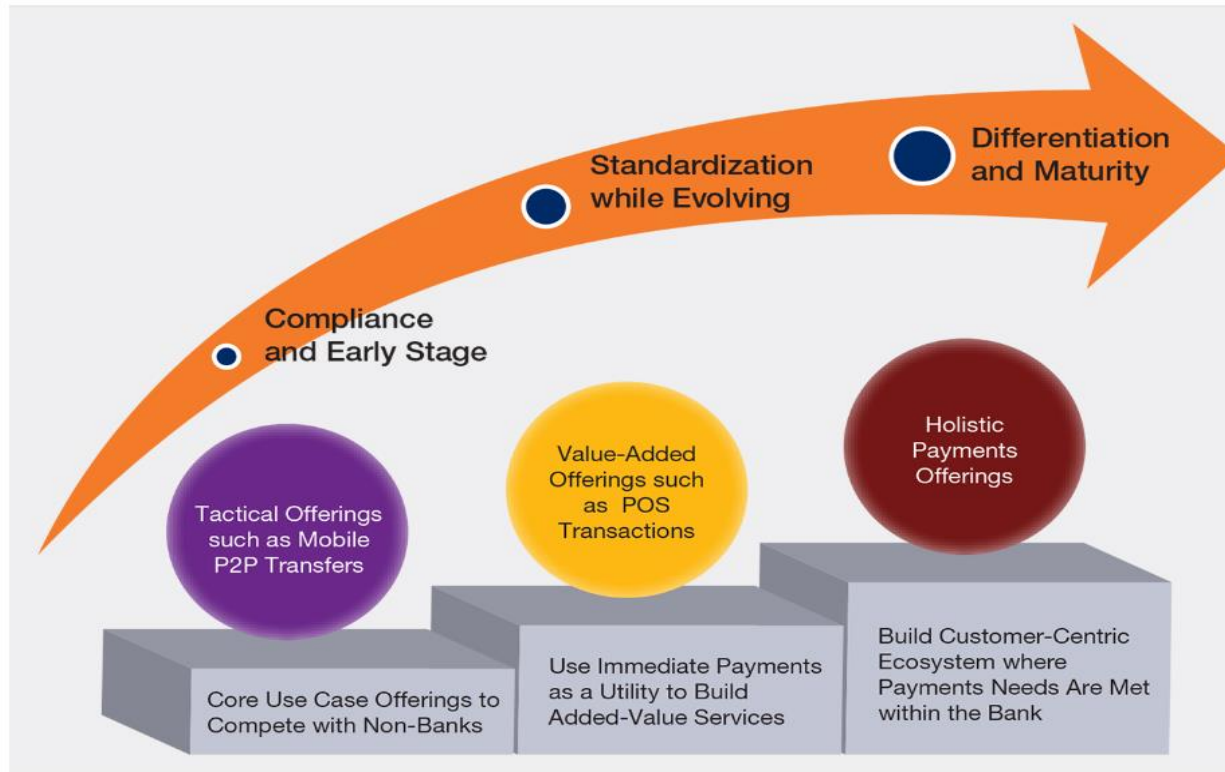 Differentiation
and Maturity
Standardization
while Evolving
Compliance
and Early Stage
Tactical Offerings
such as Mobile
P2P Transfers
Value-Added
Offerings such
as POS
Transactions
Holistic
Payments
Offerings
Core Use Case Offerings to
Compete with Non-Banks
Use Immediate Payments
as a Utility to Build
Added-Value Services
Build Customer-Centric
Ecosystem where
Payments Needs Are Met
within the Bank